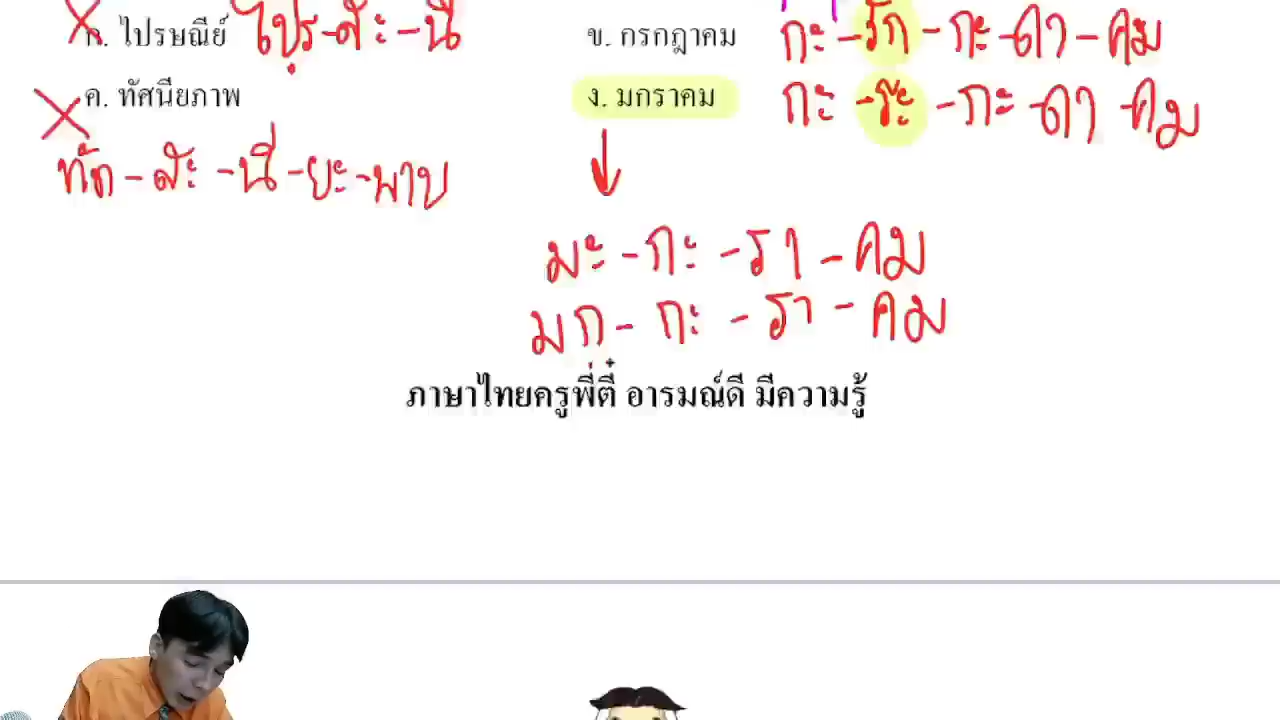 ก. ไปรษณีย์ ไปร-สะ-นี
ข. กรกฎาคม กะ-รัก-กะ-ดา-คม
กะ-ระ-กะ-ดา-คม
ค. ทัศนียภาพ
ง. มกราคม
ทัด-สะ-นี-ยะ-พาบ
มะ-กะ-รา-คม
มก-กะ-รา-คม
ภาษาไทยครูพี่ตี๋ อารมณ์ดี มีความรู้